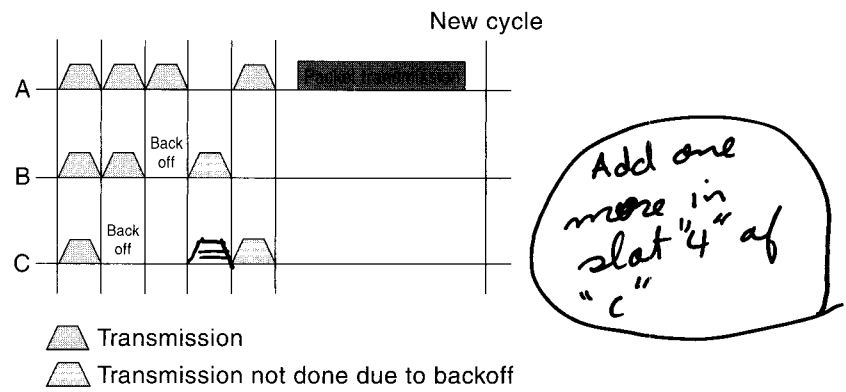 New cycle
A
Packet transmission
Back
off
B
Back
off
C
Transmission
Transmission not done due to backoff
Add one
more in
slot "4" of
"c"